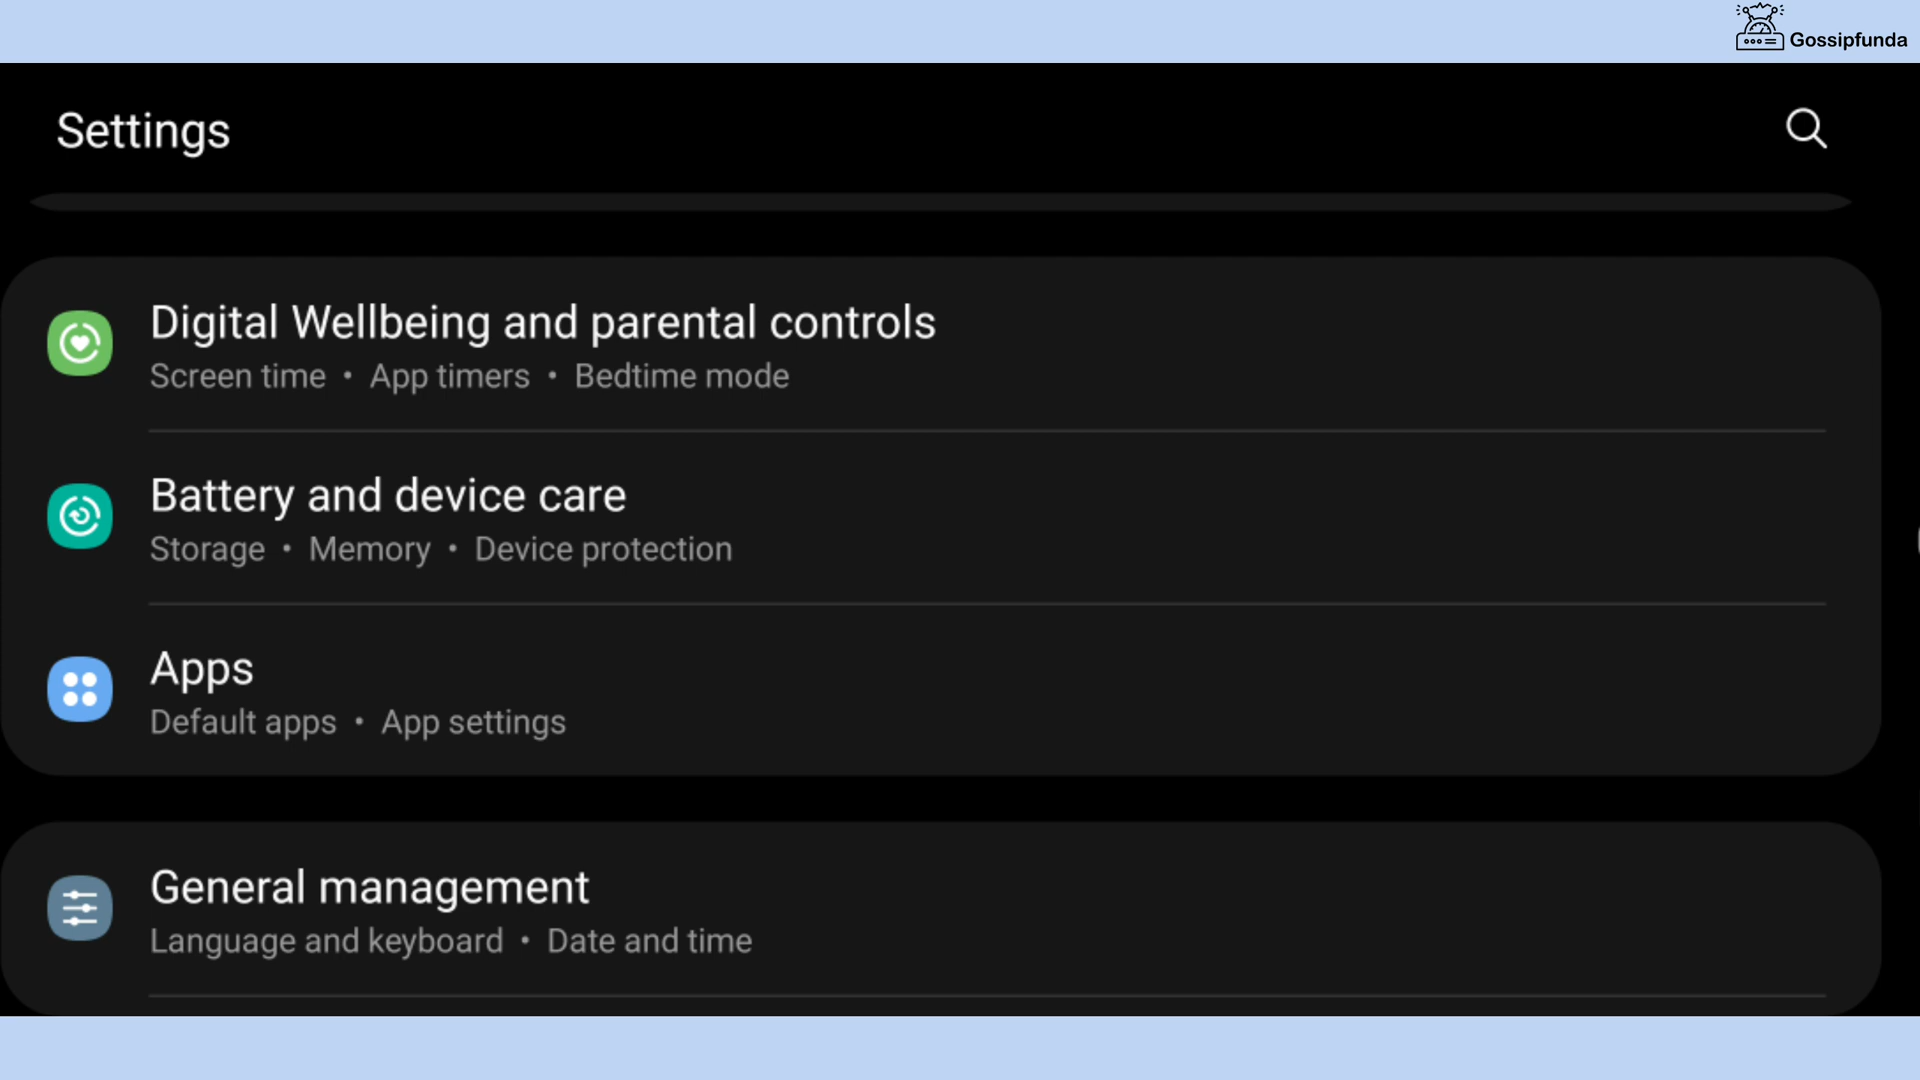 Gossipfunda
Settings
Digital Wellbeing and parental controls
Screen time • App timers • Bedtime mode
Battery and device care
Storage • Memory • Device protection
Apps
Default apps • App settings
General management
Language and keyboard • Date and time